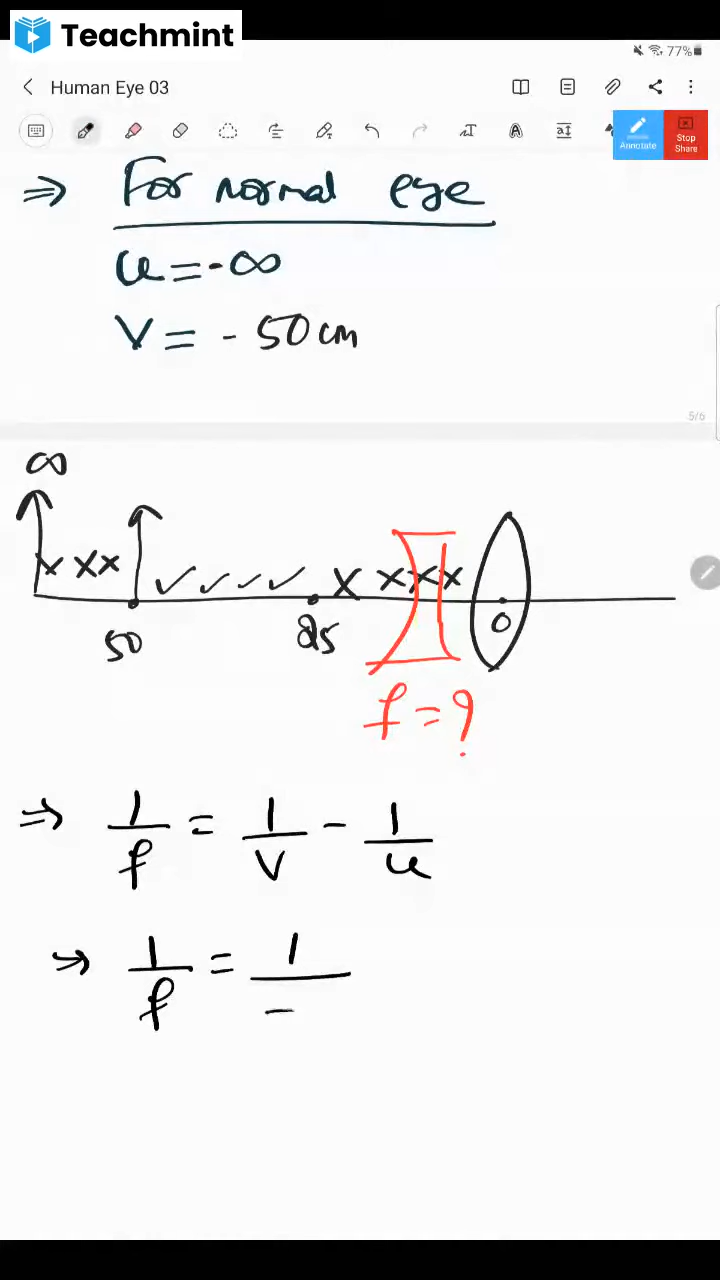 Teachmint
77%
Human Eye 03
Annotate
Stop
Share
⇒ For normal eye
u = -∞
V = - 50 cm
5/6
∞
x x x ✓ ✓ ✓ ✓ x x x x x
50 25 0
f = ?
⇒ 1/f = 1/v - 1/u
⇒ 1/f = 1/-